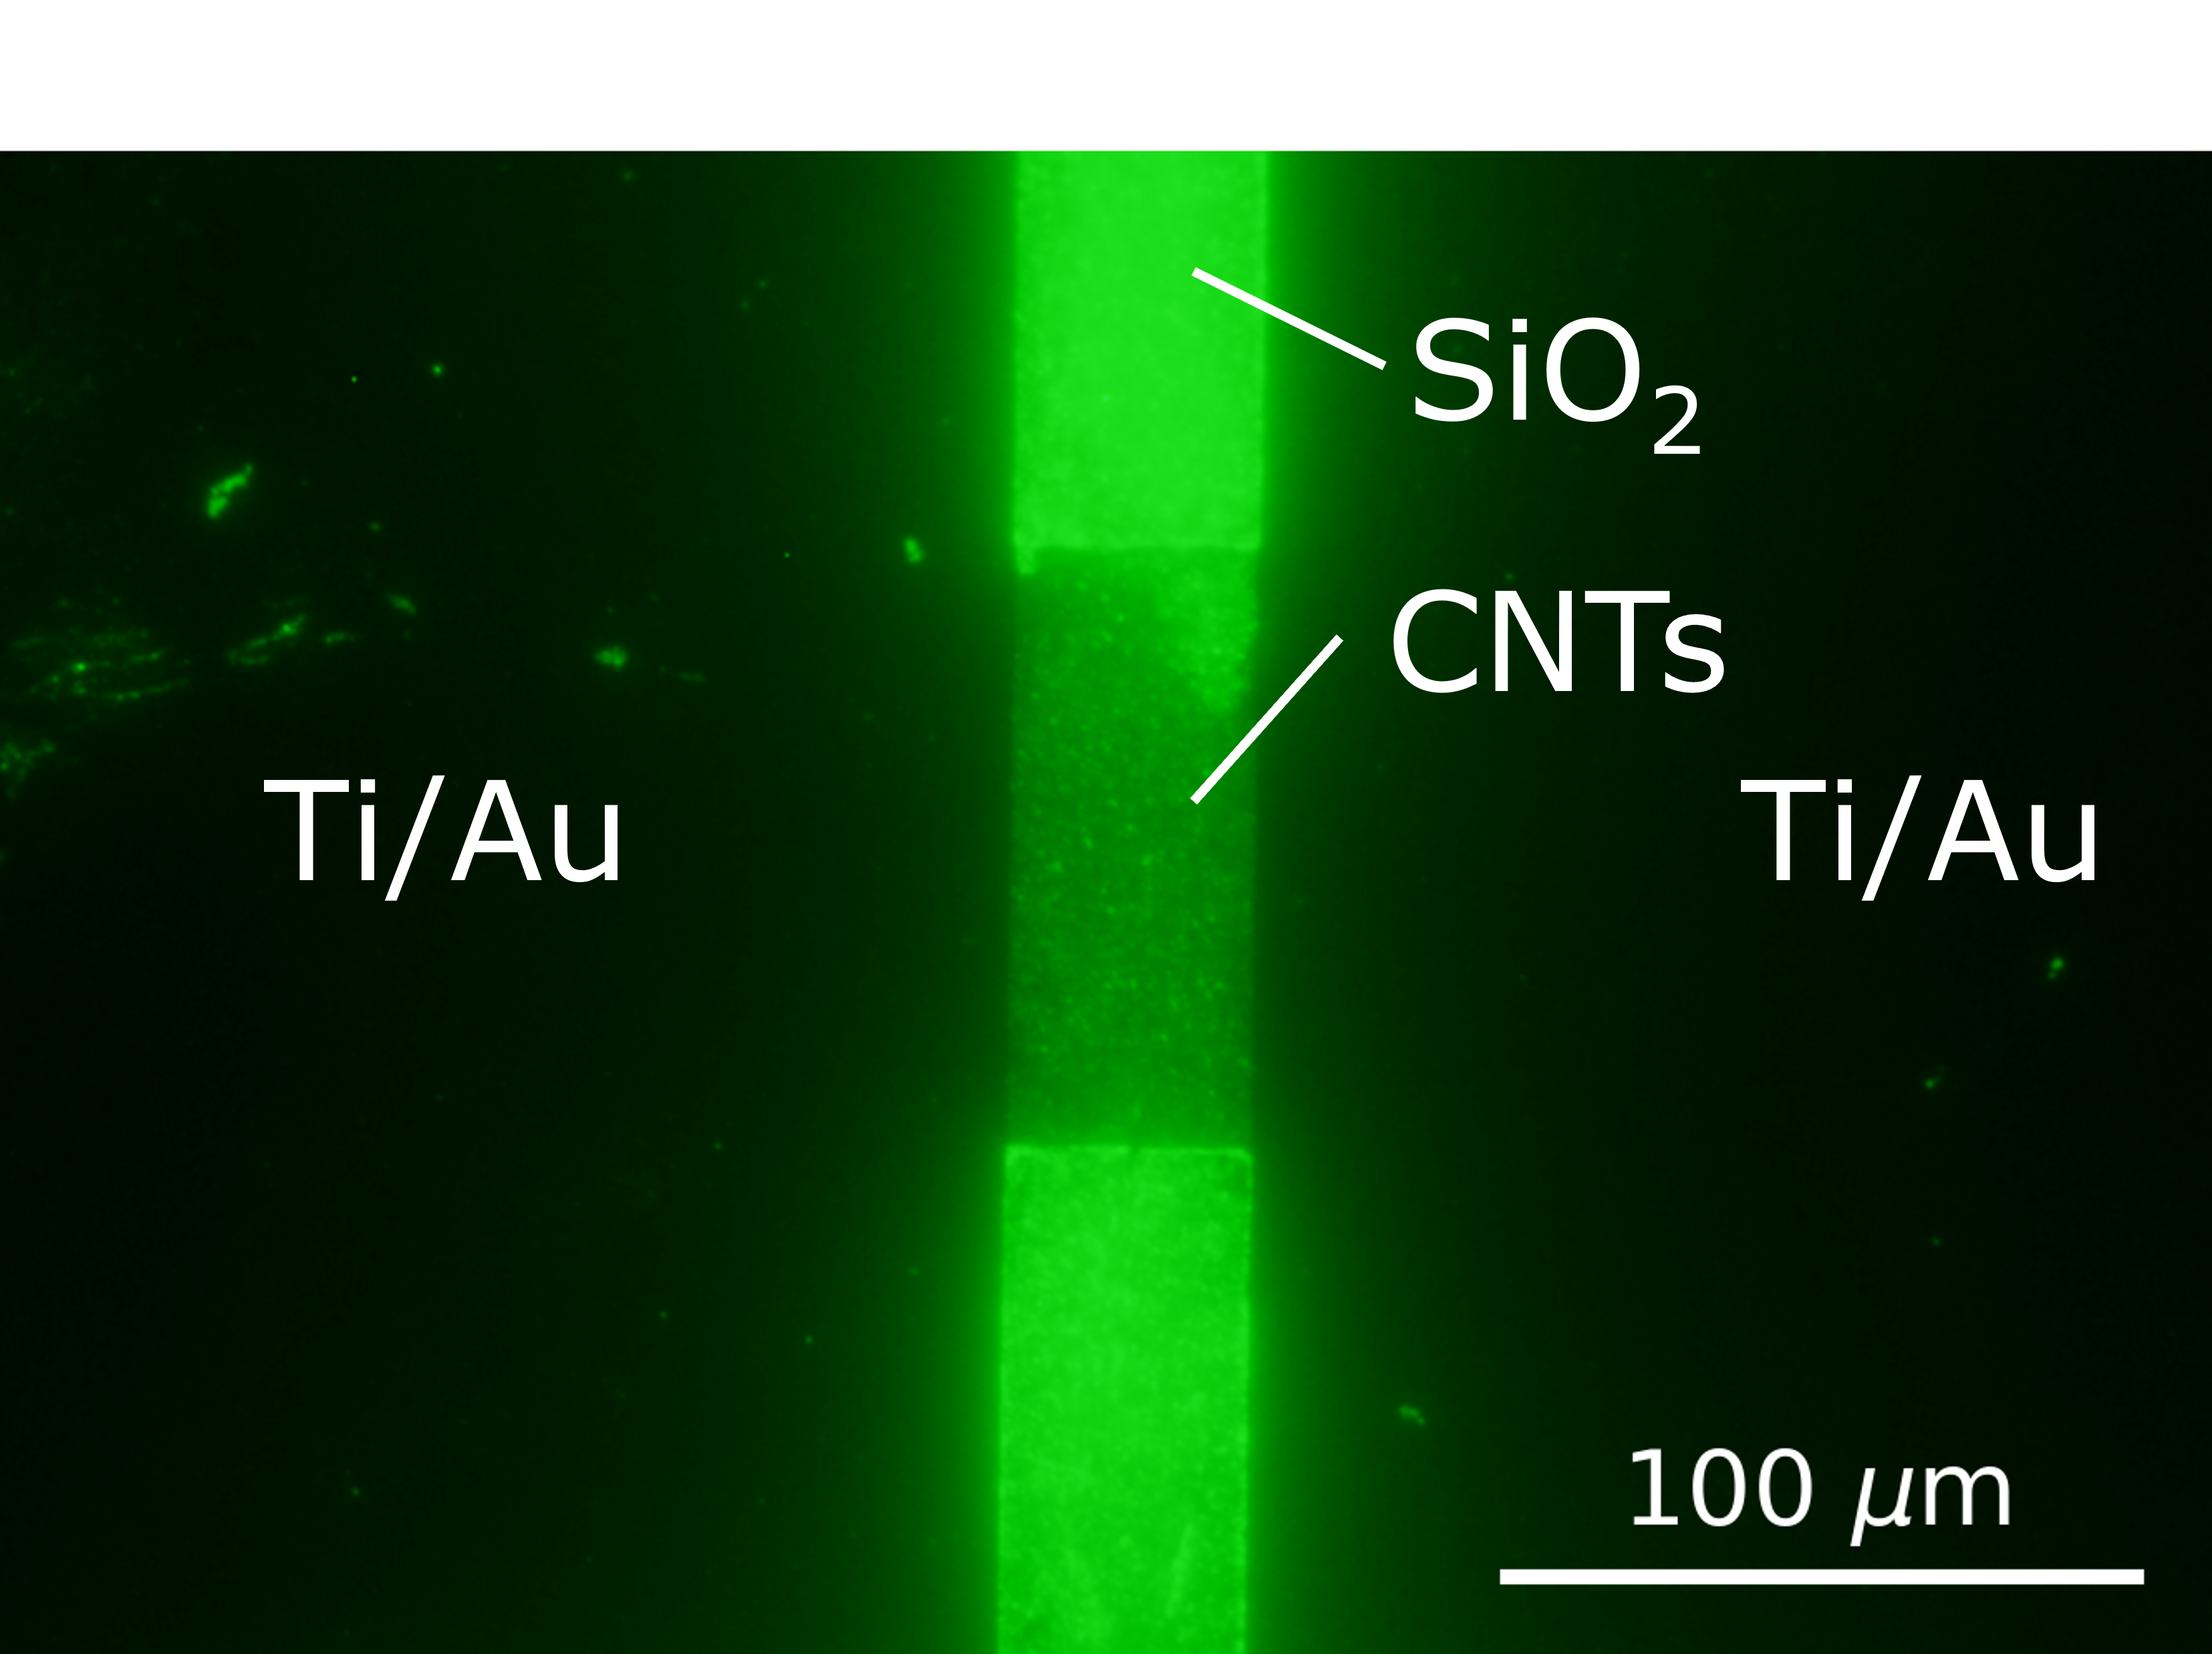 SiO₂
CNTs
Ti/Au
Ti/Au
100 μm